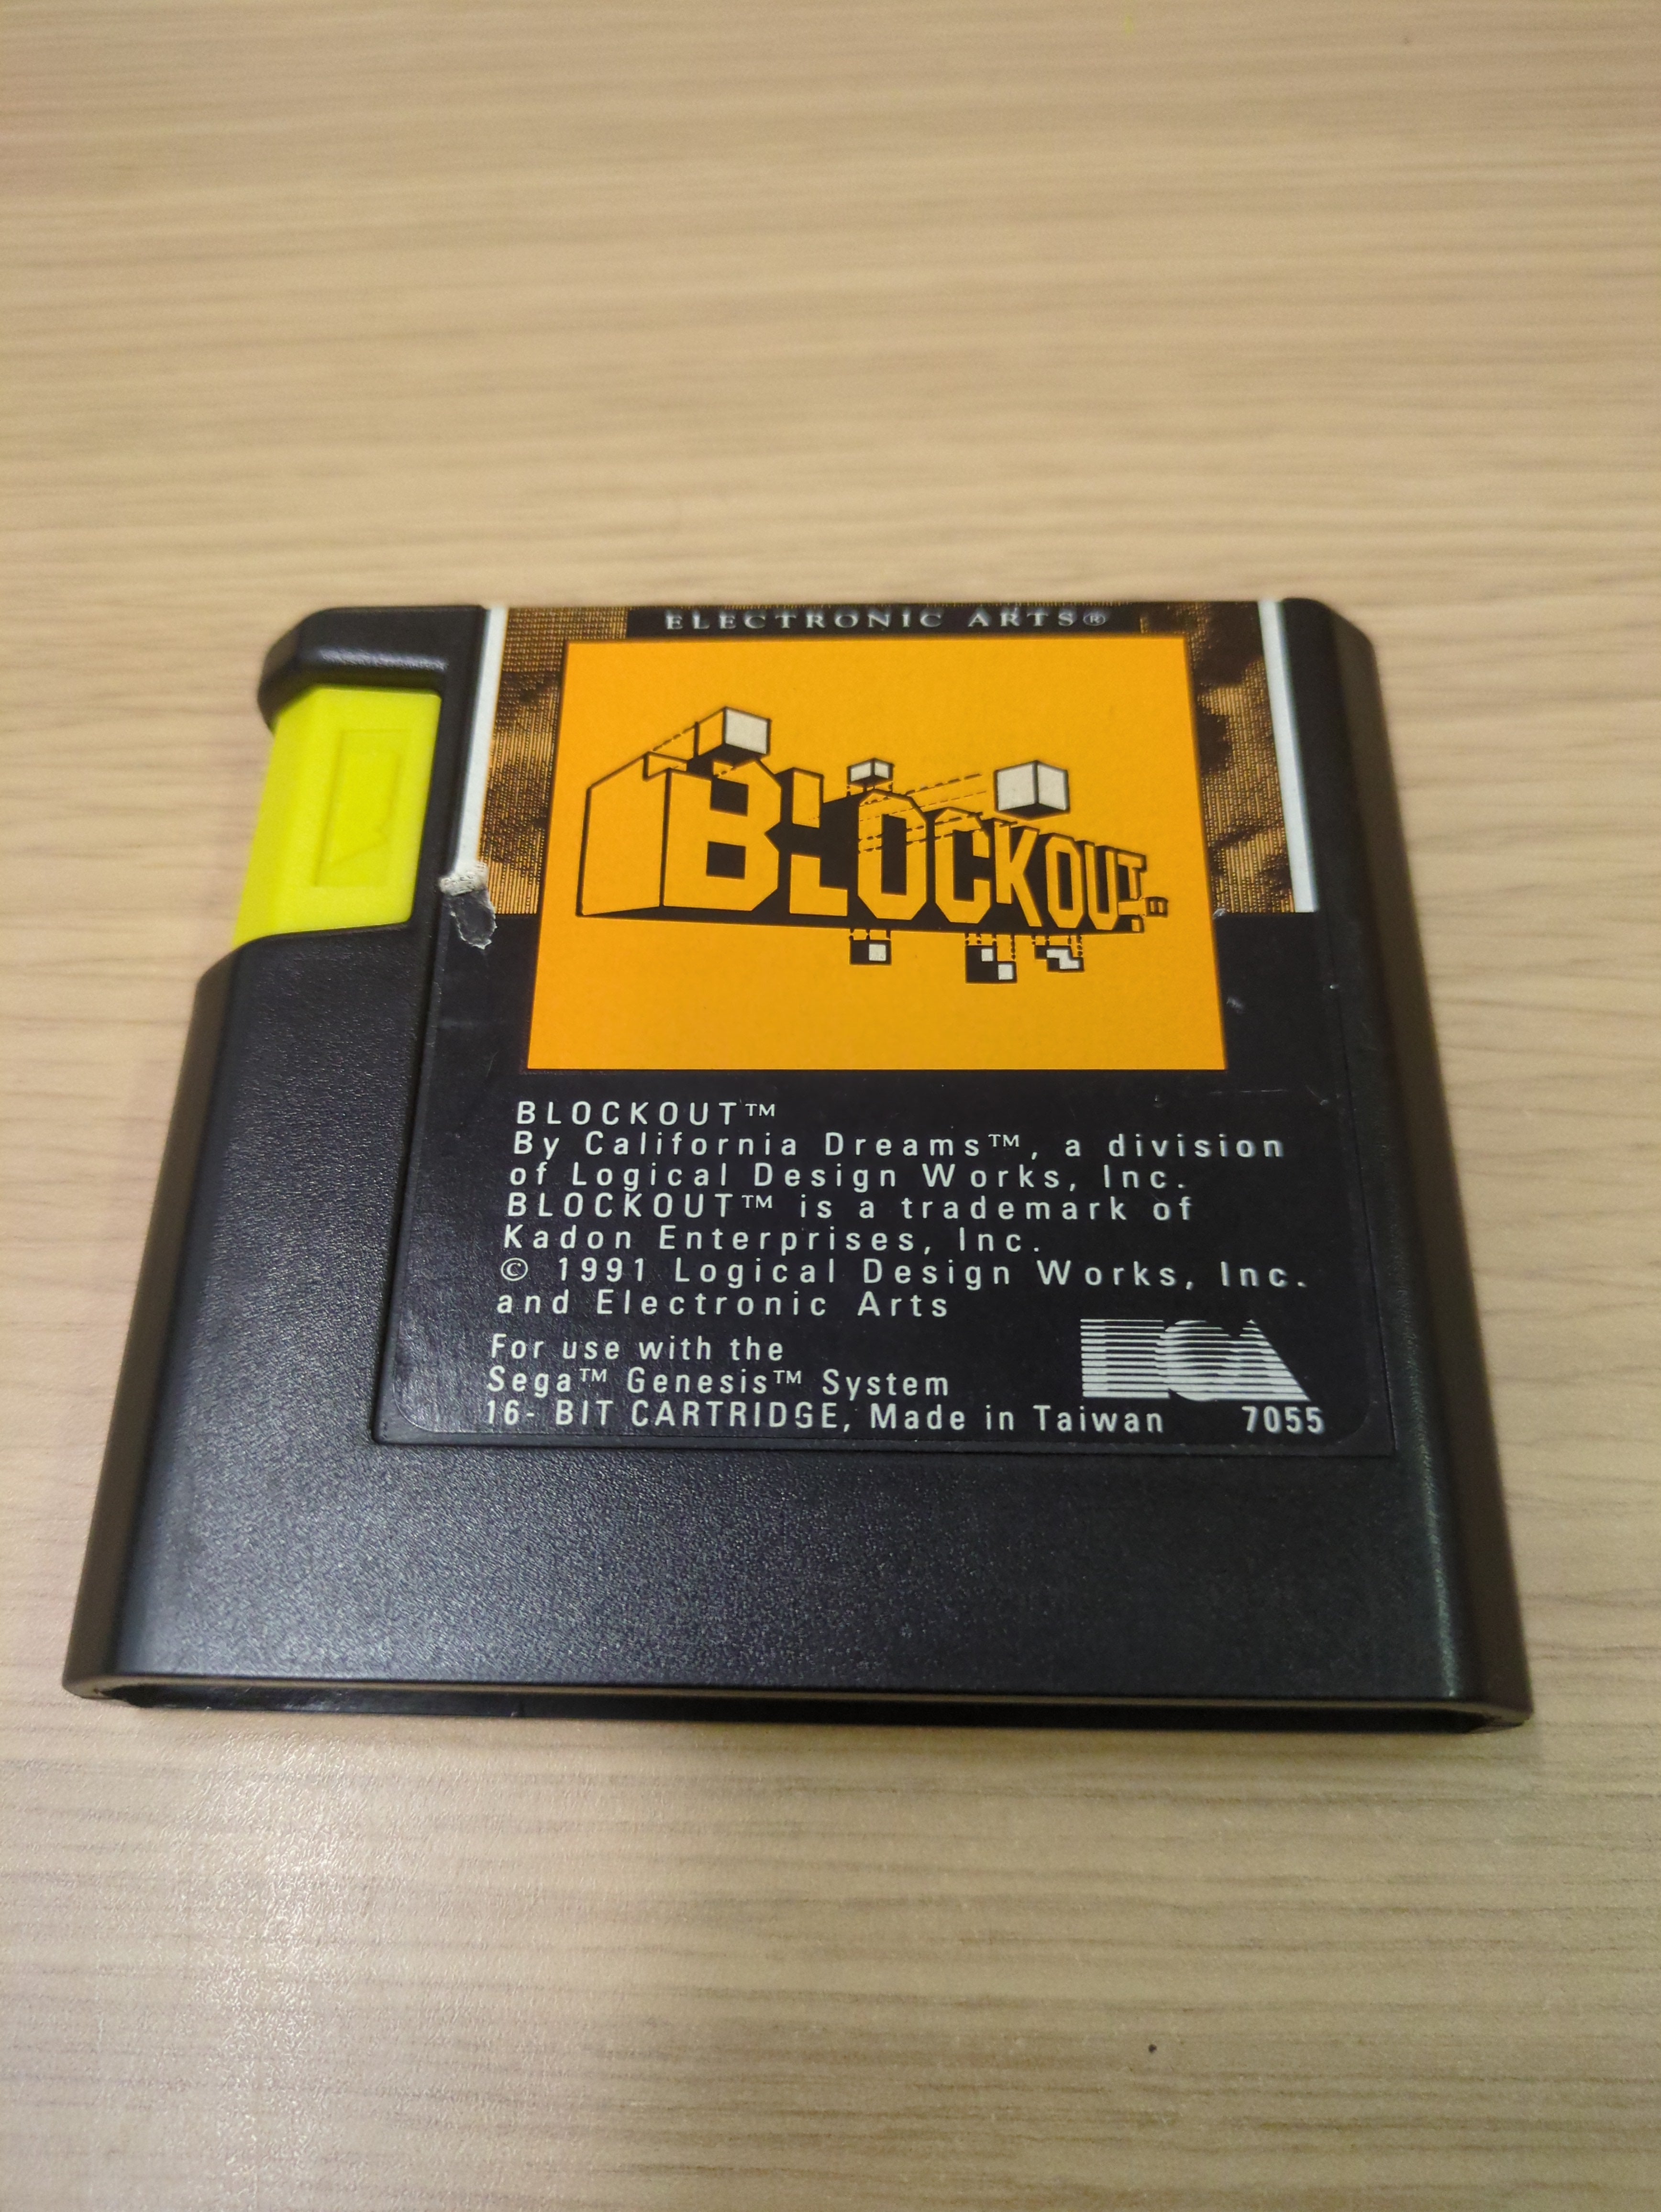 ELECTRONIC ARTS®
BLOCKOUT™
BLOCKOUT™
By California Dreams™, a division
of Logical Design Works, Inc.
BLOCKOUT™ is a trademark of
Kadon Enterprises, Inc.
© 1991 Logical Design Works, Inc.
and Electronic Arts
For use with the
Sega™ Genesis™ System
EA
16- BIT CARTRIDGE, Made in Taiwan 7055